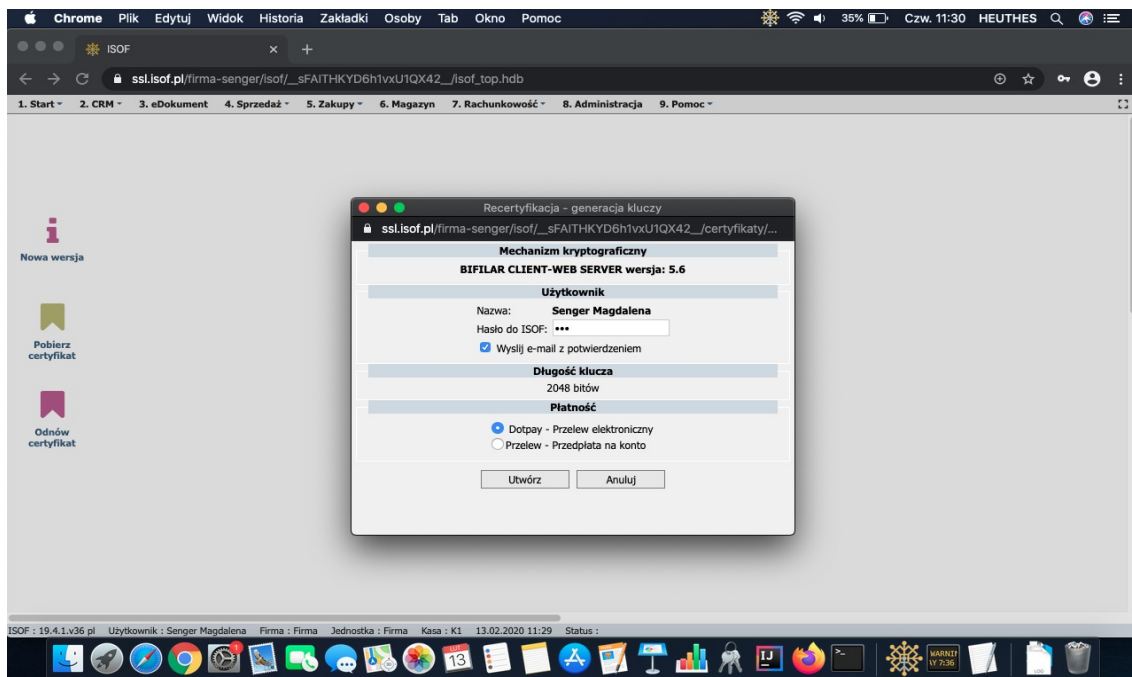 Chrome Plik Edytuj Widok Historia Zakładki Osoby Tab Okno Pomoc 35% Czw. 11:30 HEUTHES
ISOF
ssl.isof.pl/firma-senger/isof/__sFAITHKYD6h1vxU1QX42__/isof_top.hdb
1. Start 2. CRM 3. eDokument 4. Sprzedaż 5. Zakupy 6. Magazyn 7. Rachunkowość 8. Administracja 9. Pomoc
Nowa wersja
Pobierz
certyfikat
Odnów
certyfikat
Recertyfikacja - generacja kluczy
ssl.isof.pl/firma-senger/isof/__sFAITHKYD6h1vxU1QX42__/certyfikaty/...
Mechanizm kryptograficzny
BIFILAR CLIENT-WEB SERVER wersja: 5.6
Użytkownik
Nazwa: Senger Magdalena
Hasło do ISOF: •••
Wyslij e-mail z potwierdzeniem
Długość klucza
2048 bitów
Płatność
Dotpay - Przelew elektroniczny
Przelew - Przedpłata na konto
Utwórz Anuluj
ISOF : 19.4.1.v36 pl Użytkownik : Senger Magdalena Firma : Firma Jednostka : Firma Kasa : K1 13.02.2020 11:29 Status :
LUT
13